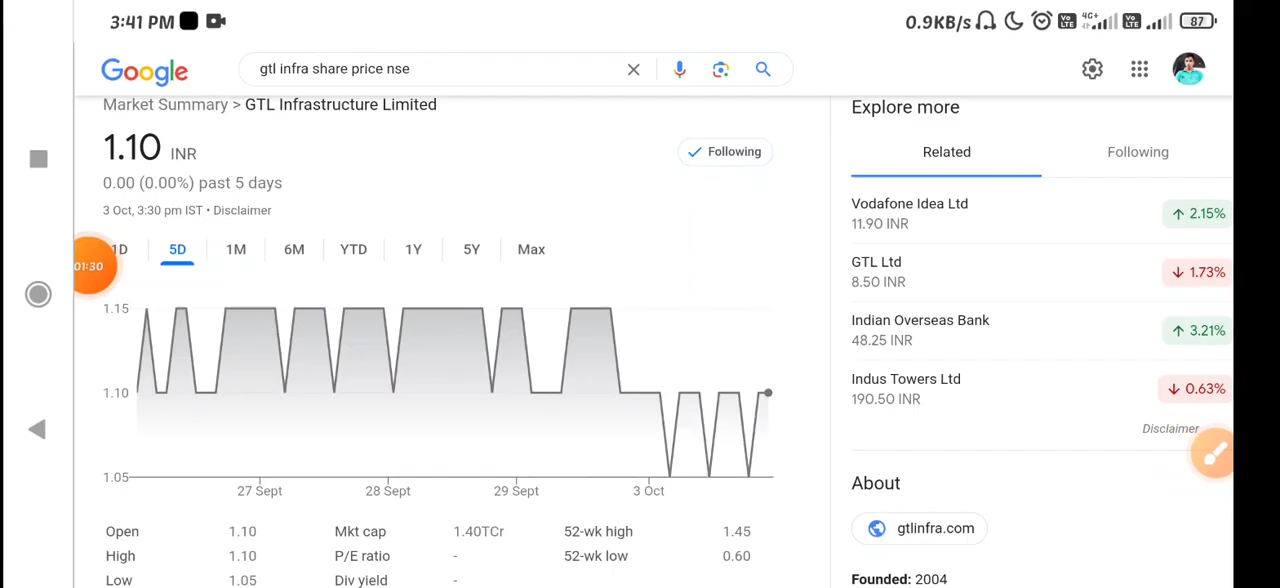 3:41 PM
0.9KB/s
Vo LTE
4G+
Vo LTE
87
Google
gtl infra share price nse
Market Summary > GTL Infrastructure Limited
1.10 INR
Following
0.00 (0.00%) past 5 days
3 Oct, 3:30 pm IST • Disclaimer
01:30
1D 5D 1M 6M YTD 1Y 5Y Max
1.15
1.10
1.05
27 Sept 28 Sept 29 Sept 3 Oct
Open 1.10 Mkt cap 1.40TCr 52-wk high 1.45
High 1.10 P/E ratio - 52-wk low 0.60
Low 1.05 Div yield -
Explore more
Related Following
Vodafone Idea Ltd
11.90 INR
↑ 2.15%
GTL Ltd
8.50 INR
↓ 1.73%
Indian Overseas Bank
48.25 INR
↑ 3.21%
Indus Towers Ltd
190.50 INR
↓ 0.63%
Disclaimer
About
gtlinfra.com
Founded: 2004